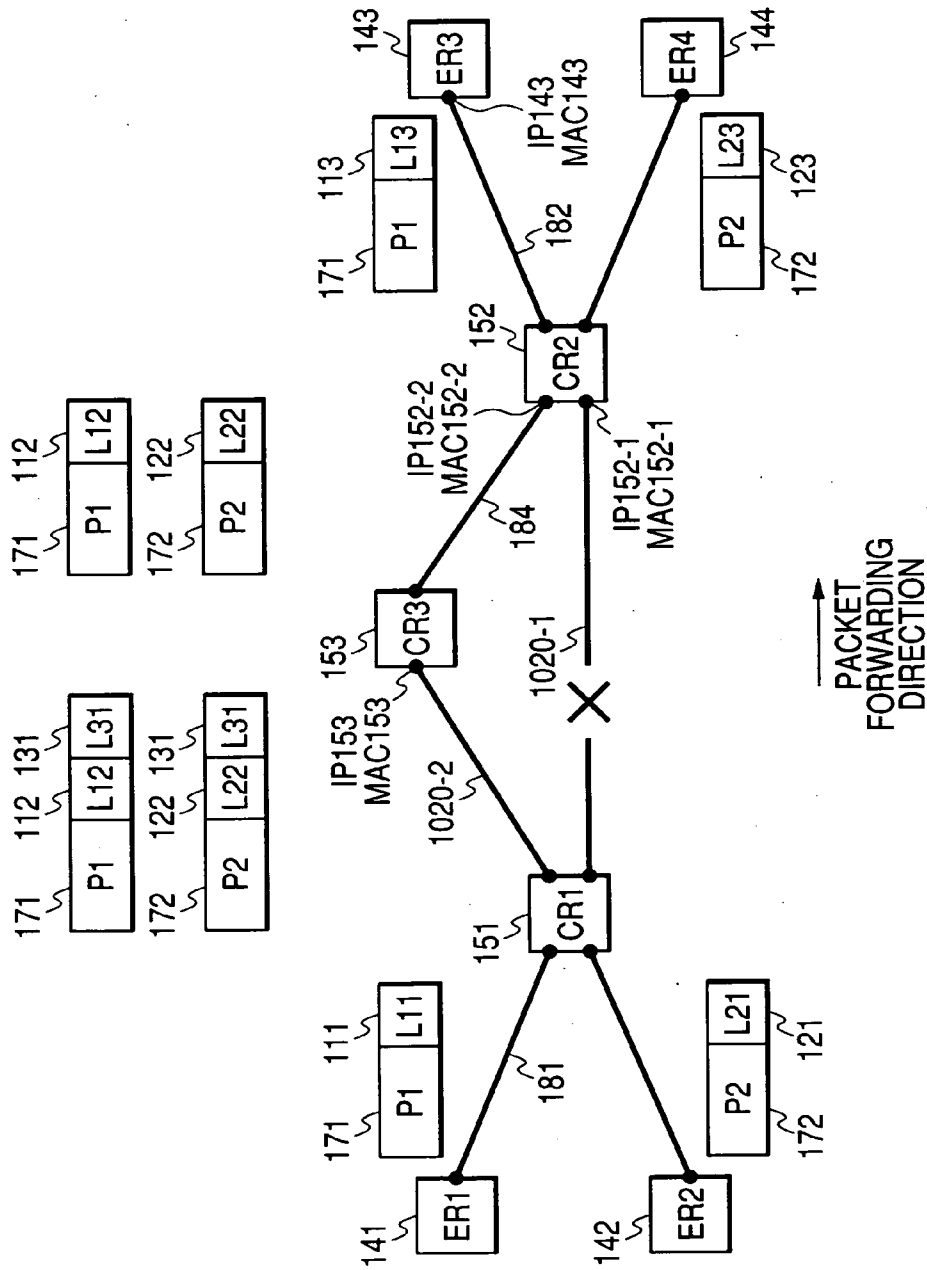 171 112 131
P1 L12 L31
172 122 131
P2 L22 L31
171 112
P1 L12
172 122
P2 L22
171 111
P1 L11
141
ER1
181
151
CR1
IP153
MAC153
153
CR3
1020-2
184
IP152-2
MAC152-2
152
CR2
171 113
P1 L13
143
ER3
182
IP143
MAC143
1020-1
IP152-1
MAC152-1
142
ER2
P2 L21
172 121
P2 L23
172 123
ER4
144
PACKET
FORWARDING
DIRECTION